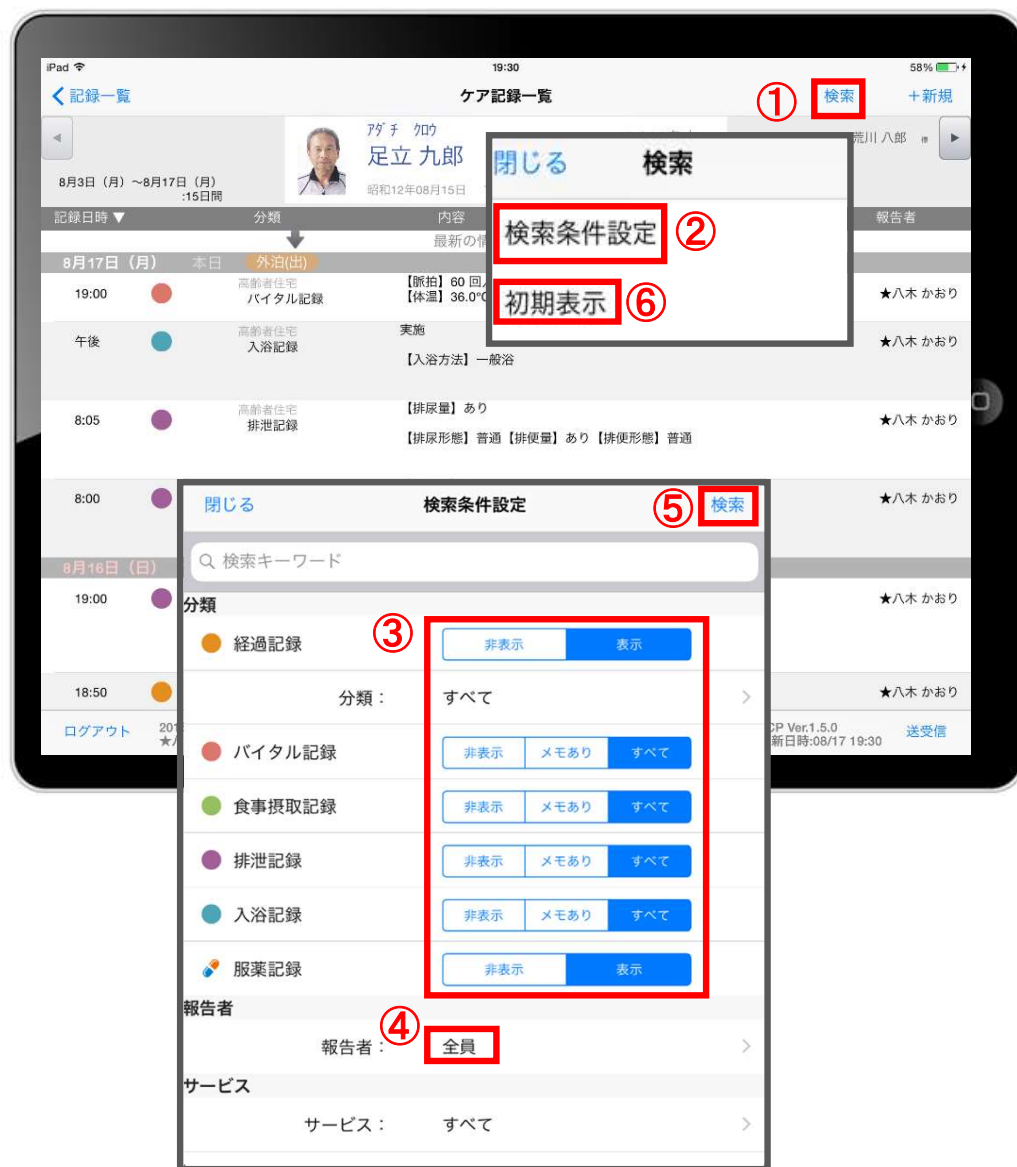 iPad 19:30 58%
記録一覧 ケア記録一覧 ① 検索 +新規
アダチ クロウ
足立 九郎
荒川 八郎 様
8月3日(月)~8月17日(月)
:15日間
昭和12年08月15日
閉じる 検索
検索条件設定 ②
初期表示 ⑥
記録日時▼ 分類 内容 報告者
最新の情
8月17日(月) 本日 外泊(出)
19:00 高齢者住宅 バイタル記録 【脈拍】60 回
【体温】36.0℃ ★八木 かおり
午後 高齢者住宅 入浴記録 実施 ★八木 かおり
【入浴方法】一般浴
8:05 高齢者住宅 排泄記録 【排尿量】あり ★八木 かおり
【排尿形態】普通【排便量】あり【排便形態】普通
8:00 ★八木 かおり
8月16日(日)
19:00 ★八木 かおり
18:50 ★八木 かおり
ログアウト 201 CP Ver.1.5.0
★ 新日時:08/17 19:30 送受信
閉じる 検索条件設定 ⑤ 検索
検索キーワード
分類
経過記録 ③ 非表示 表示
分類: すべて
バイタル記録 非表示 メモあり すべて
食事摂取記録 非表示 メモあり すべて
排泄記録 非表示 メモあり すべて
入浴記録 非表示 メモあり すべて
服薬記録 非表示 表示
報告者
報告者: ④ 全員
サービス
サービス: すべて